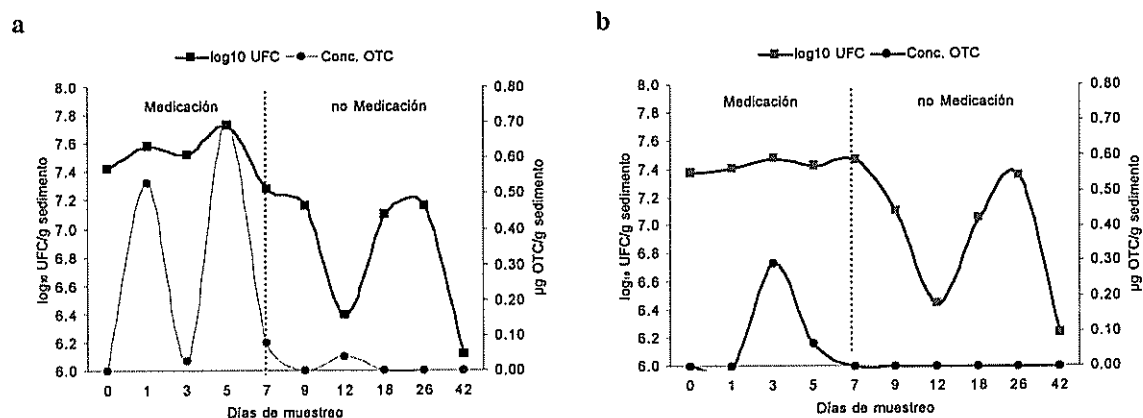 a
log10 UFC Conc. OTC
8.0 0.80
Medicación no Medicación
7.8 0.70
7.6 0.60
7.4 0.50
7.2
7.0 0.40
6.8 0.30
6.6 0.20
6.4
6.2 0.10
6.0 0.00
0 1 3 5 7 9 12 18 26 42
Días de muestreo
log₁₀ UFC/g sedimento
µg OTC/g sedimento
b
log10 UFC Conc. OTC
8.0 0.80
Medicación no Medicación
7.8 0.70
7.6 0.60
7.4 0.50
7.2
7.0 0.40
6.8 0.30
6.6 0.20
6.4
6.2 0.10
6.0 0.00
0 1 3 5 7 9 12 18 26 42
Días de muestreo
log₁₀ UFC/g sedimento
µg OTC/g sedimento